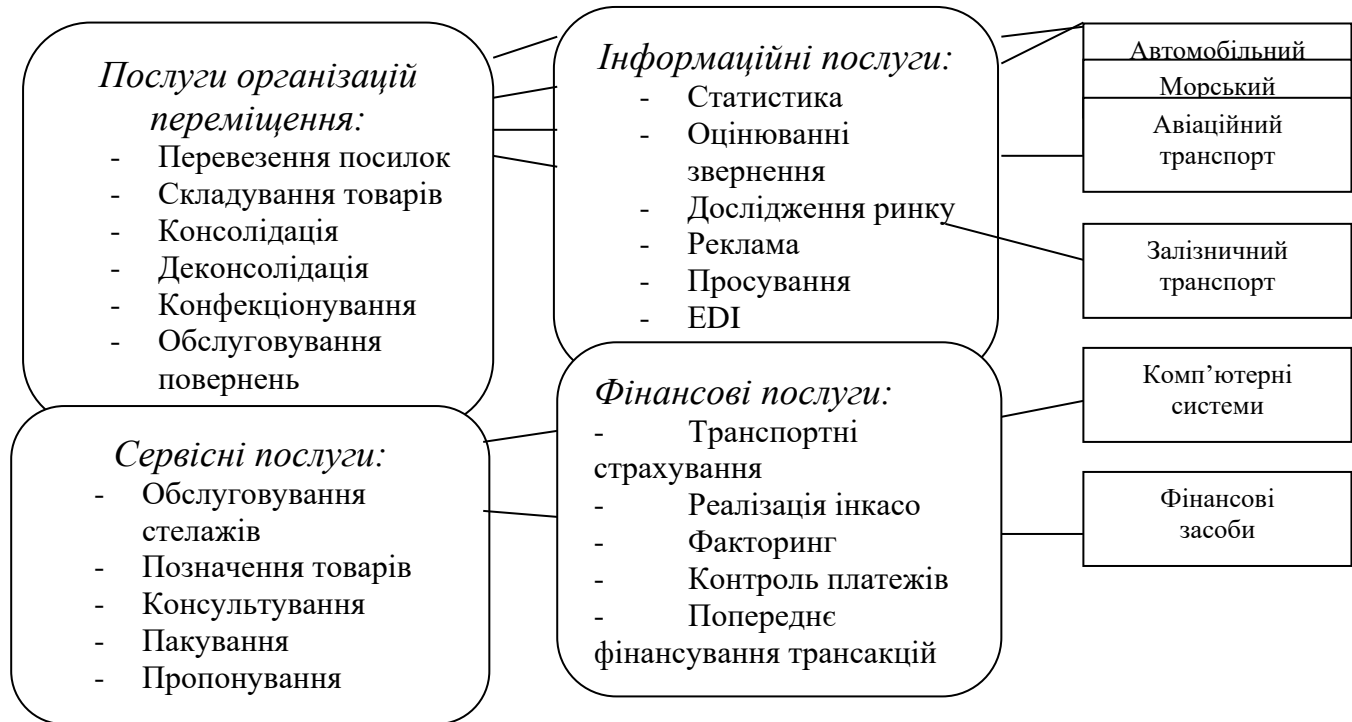 Послуги організацій
переміщення:
- Перевезення посилок
- Складування товарів
- Консолідація
- Деконсолідація
- Конфекціонування
- Обслуговування
повернень
Інформаційні послуги:
- Статистика
- Оцінюванні
звернення
- Дослідження ринку
- Реклама
- Просування
- EDI
Автомобільний
Морський
Авіаційний
транспорт
Залізничний
транспорт
Комп’ютерні
системи
Фінансові
засоби
Сервісні послуги:
- Обслуговування
стелажів
- Позначення товарів
- Консультування
- Пакування
- Пропонування
Фінансові послуги:
- Транспортні
страхування
- Реалізація інкасо
- Факторинг
- Контроль платежів
- Попереднє
фінансування трансакцій